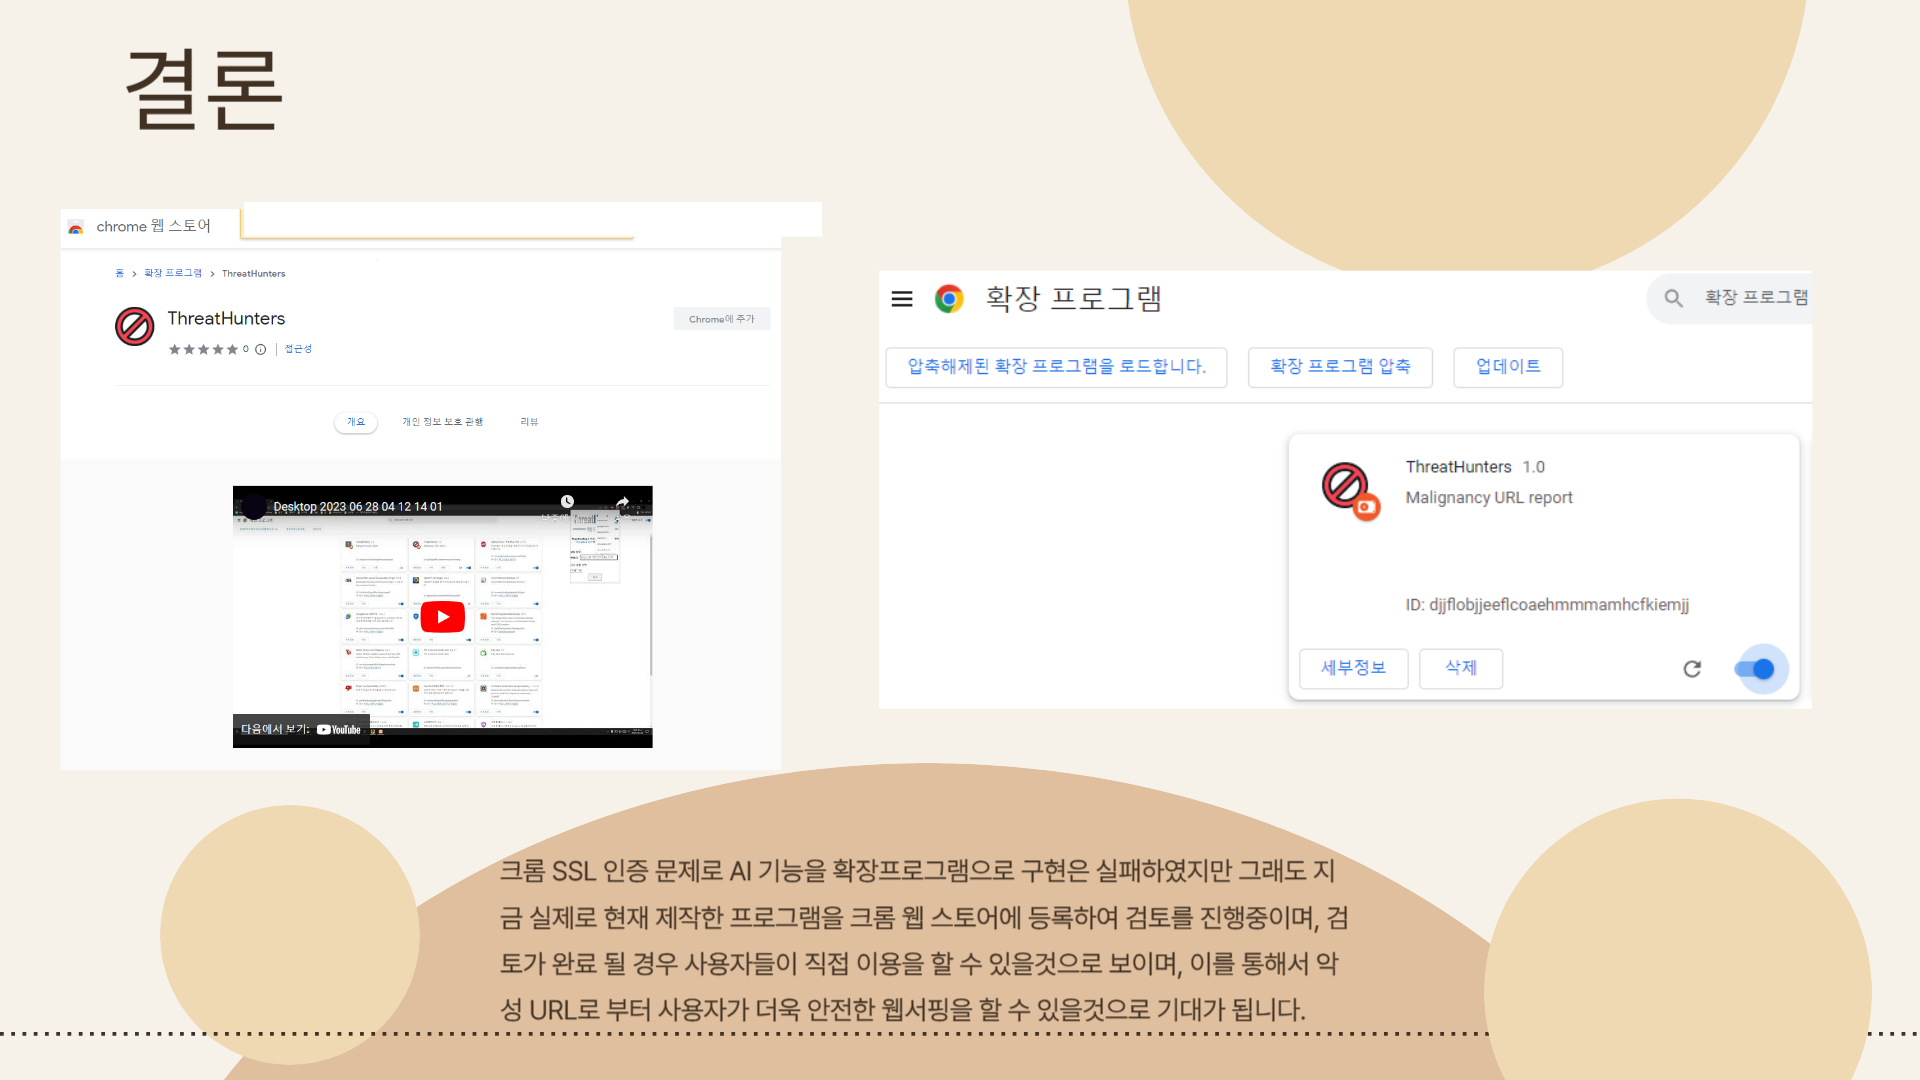 결론
chrome 웹 스토어
홈 > 확장 프로그램 > ThreatHunters
ThreatHunters
Chrome에 추가
0
접근성
개요
개인 정보 보호 관행
리뷰
Desktop 2023 06 28 04 12 14 01
다음에서 보기:
YouTube
확장 프로그램
확장 프로그램
압축해제된 확장 프로그램을 로드합니다.
확장 프로그램 압축
업데이트
ThreatHunters 1.0
Malignancy URL report
ID: djjflobjjeeflcoaehmmmamhcfkiemjj
세부정보
삭제
크롬 SSL 인증 문제로 AI 기능을 확장프로그램으로 구현은 실패하였지만 그래도 지
금 실제로 현재 제작한 프로그램을 크롬 웹 스토어에 등록하여 검토를 진행중이며, 검
토가 완료 될 경우 사용자들이 직접 이용을 할 수 있을것으로 보이며, 이를 통해서 악
성 URL로 부터 사용자가 더욱 안전한 웹서핑을 할 수 있을것으로 기대가 됩니다.